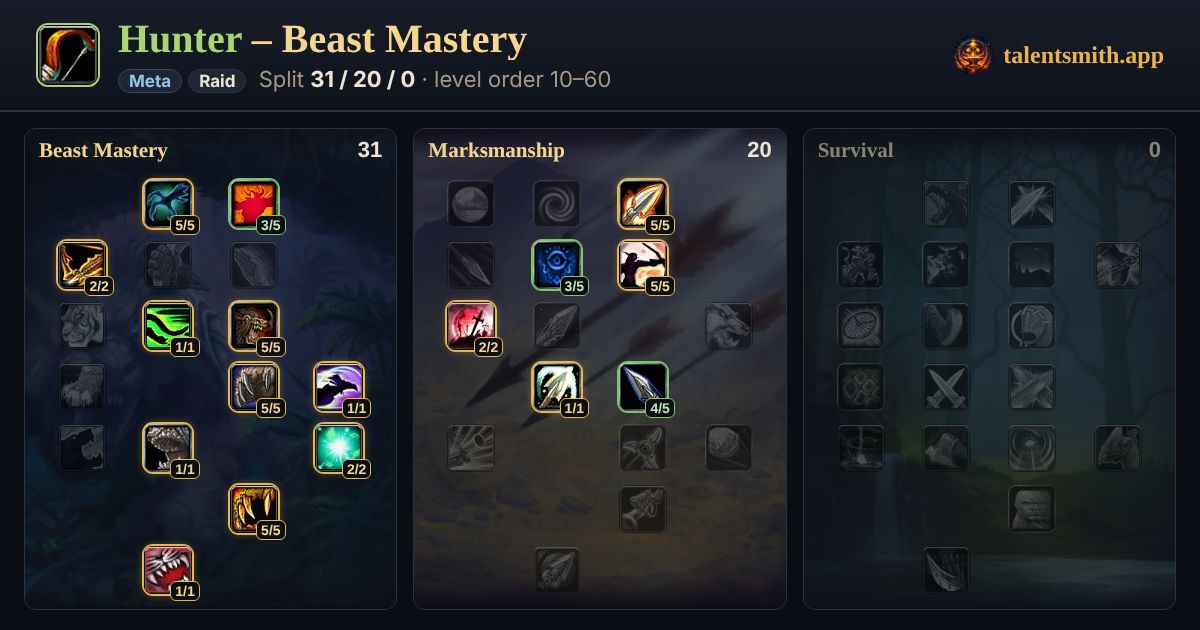 Hunter – Beast Mastery
Meta Raid Split 31 / 20 / 0 · level order 10–60
talentsmith.app
Beast Mastery 31
5/5 3/5
2/2
1/1 5/5
5/5 1/1
1/1 2/2
5/5
1/1
Marksmanship 20
5/5
3/5 5/5
2/2
1/1 4/5
Survival 0